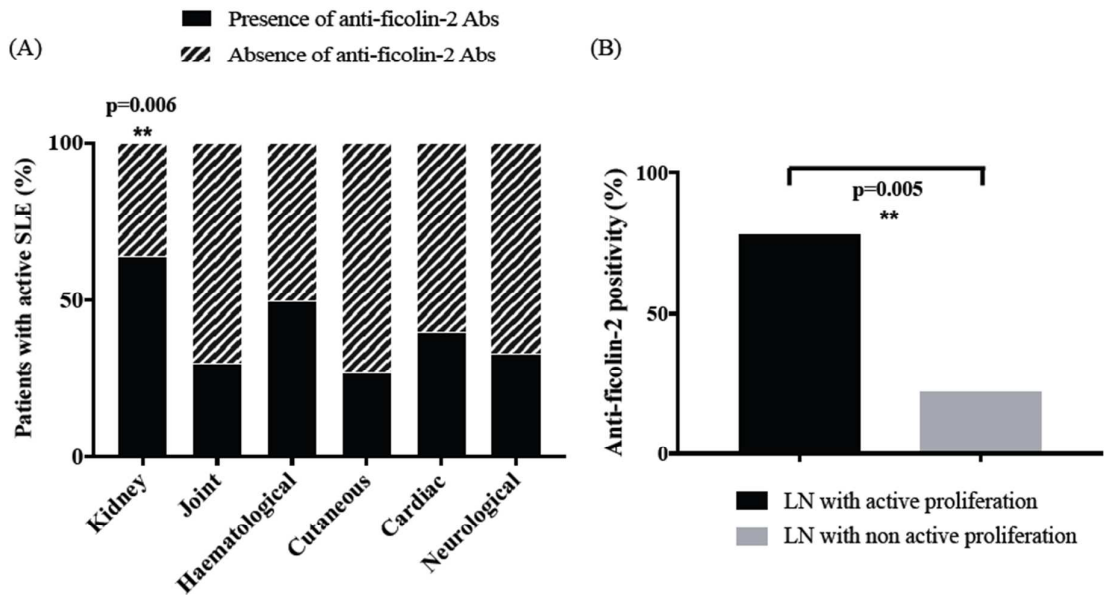 (A)
Presence of anti-ficolin-2 Abs
Absence of anti-ficolin-2 Abs
p=0.006
**
Patients with active SLE (%)
100
50
0
Kidney
Joint
Haematological
Cutaneous
Cardiac
Neurological
(B)
Anti-ficolin-2 positivity (%)
100
50
0
p=0.005
**
LN with active proliferation
LN with non active proliferation